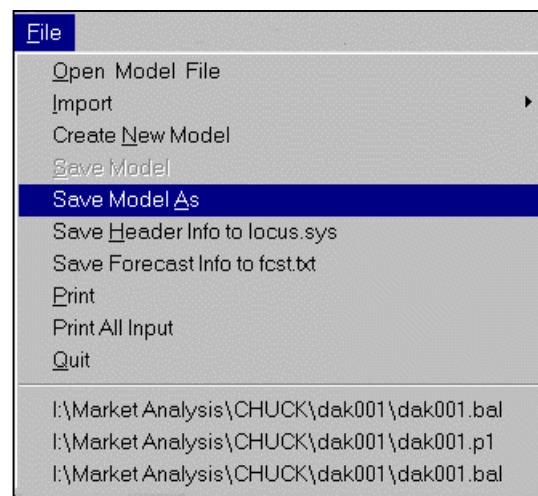 File
Open Model File
Import
Create New Model
Save Model
Save Model As
Save Header Info to locus.sys
Save Forecast Info to fcst.txt
Print
Print All Input
Quit
I:\Market Analysis\CHUCK\dak001\dak001.bal
I:\Market Analysis\CHUCK\dak001\dak001.p1
I:\Market Analysis\CHUCK\dak001\dak001.bal